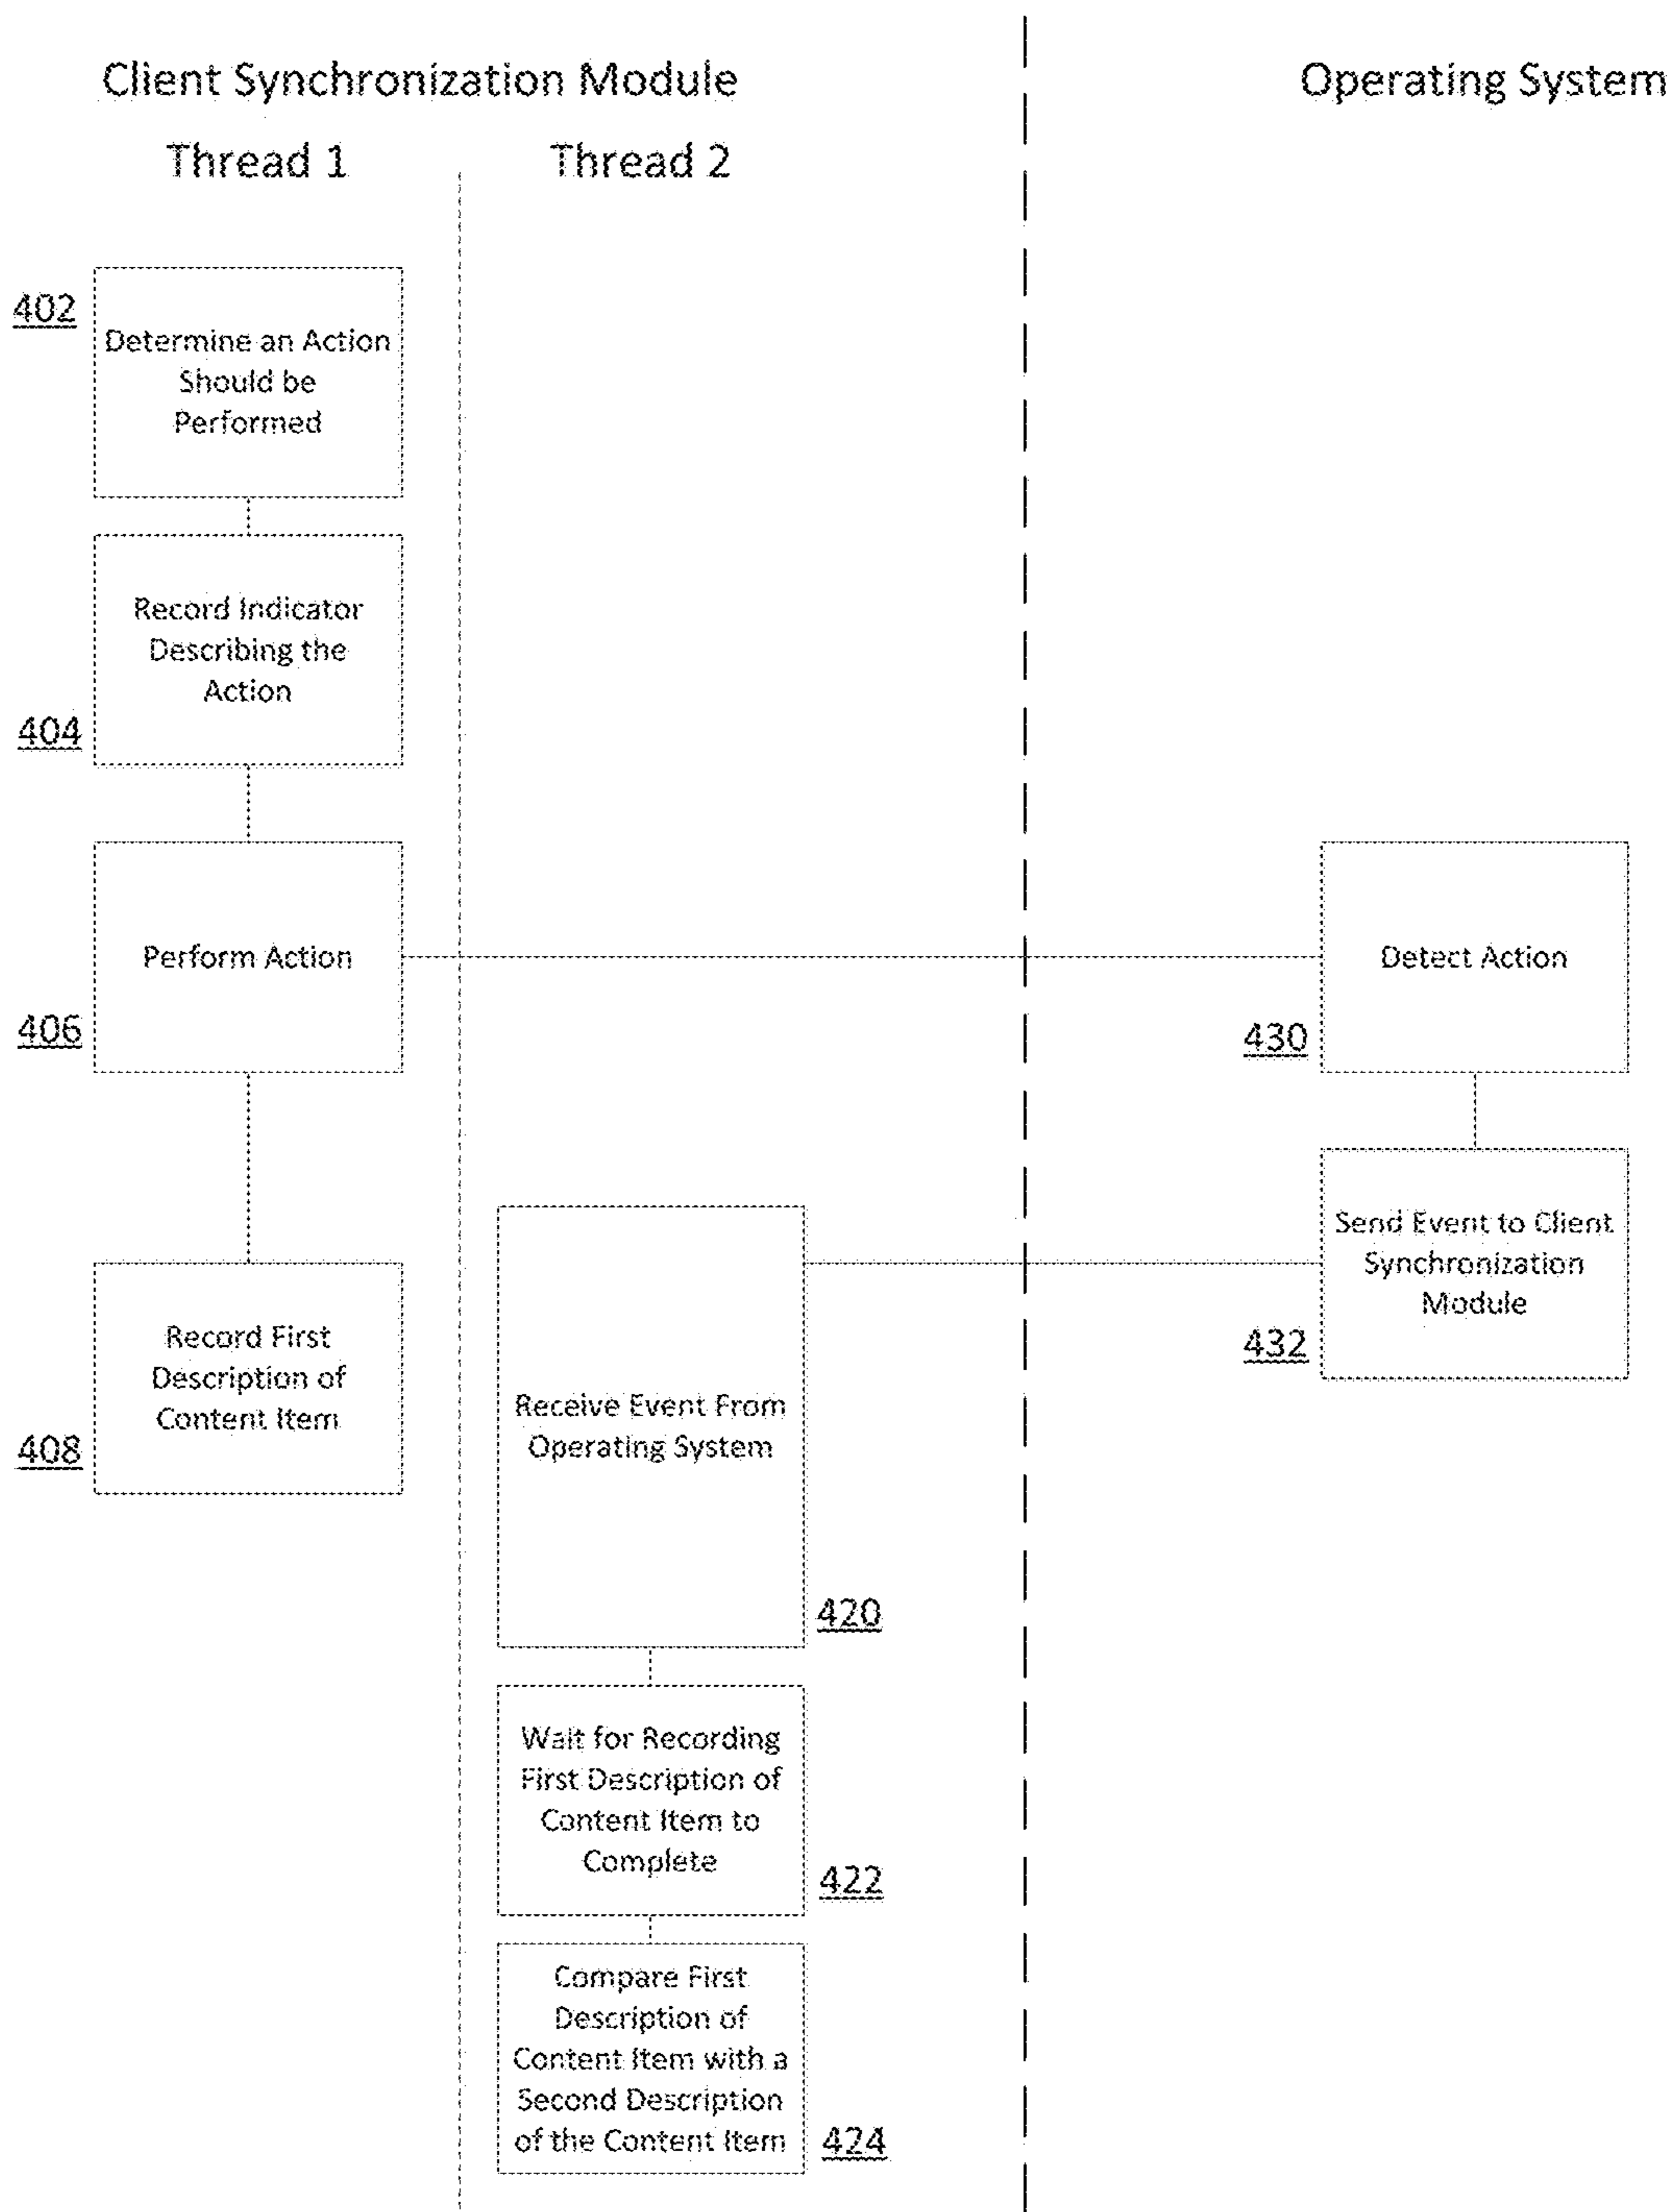 Client Synchronization Module
Operating System
Thread 1
Thread 2
402
Determine an Action
Should be
Performed
Record Indicator
Describing the
Action
404
Perform Action
406
Detect Action
430
Send Event to Client
Synchronization
Module
432
Record First
Description of
Content Item
408
Receive Event From
Operating System
420
Wait for Recording
First Description of
Content Item to
Complete
422
Compare First
Description of
Content Item with a
Second Description
of the Content Item
424